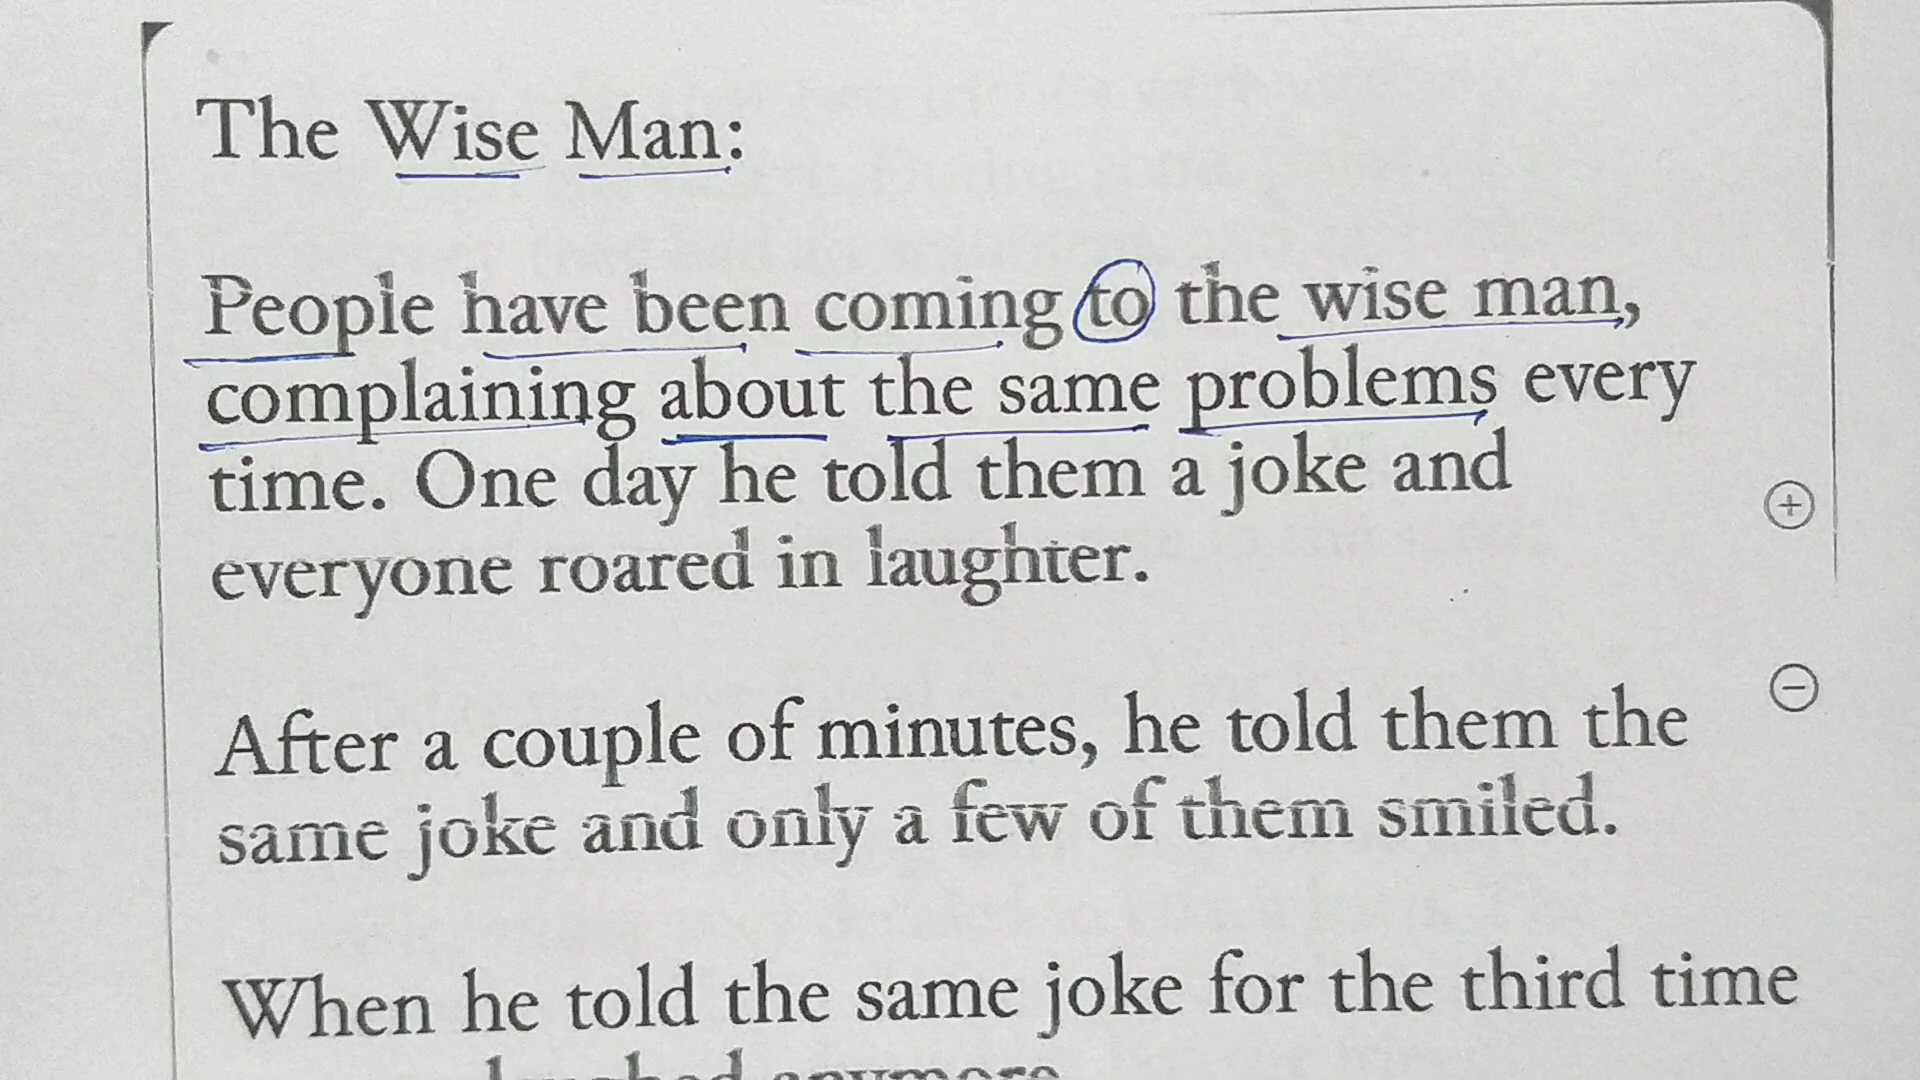 The Wise Man:
People have been coming to the wise man,
complaining about the same problems every
time. One day he told them a joke and
everyone roared in laughter.
After a couple of minutes, he told them the
same joke and only a few of them smiled.
When he told the same joke for the third time
laughed anymore